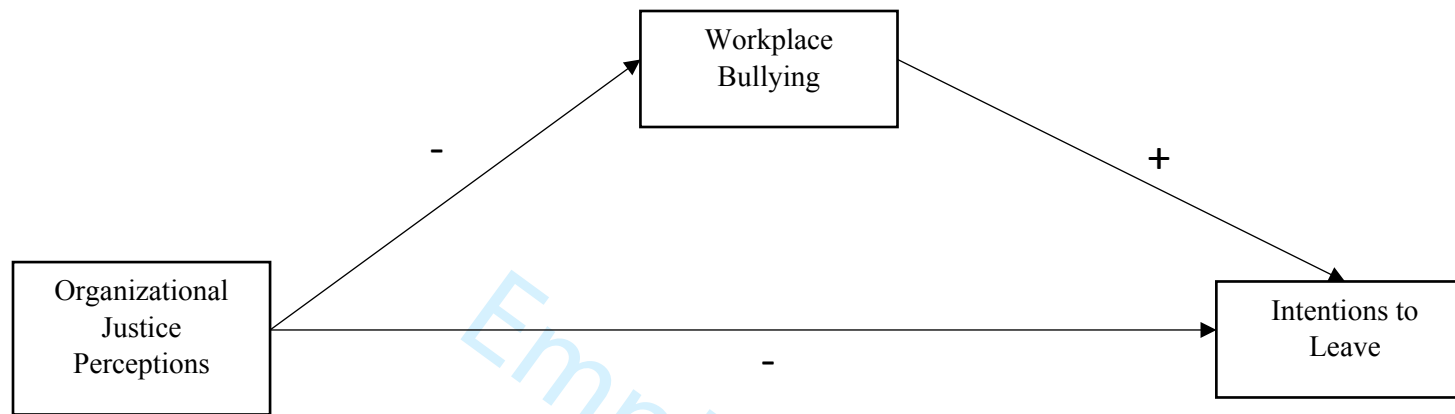 Workplace
Bullying
-
+
Organizational
Justice
Perceptions
Intentions to
Leave
-